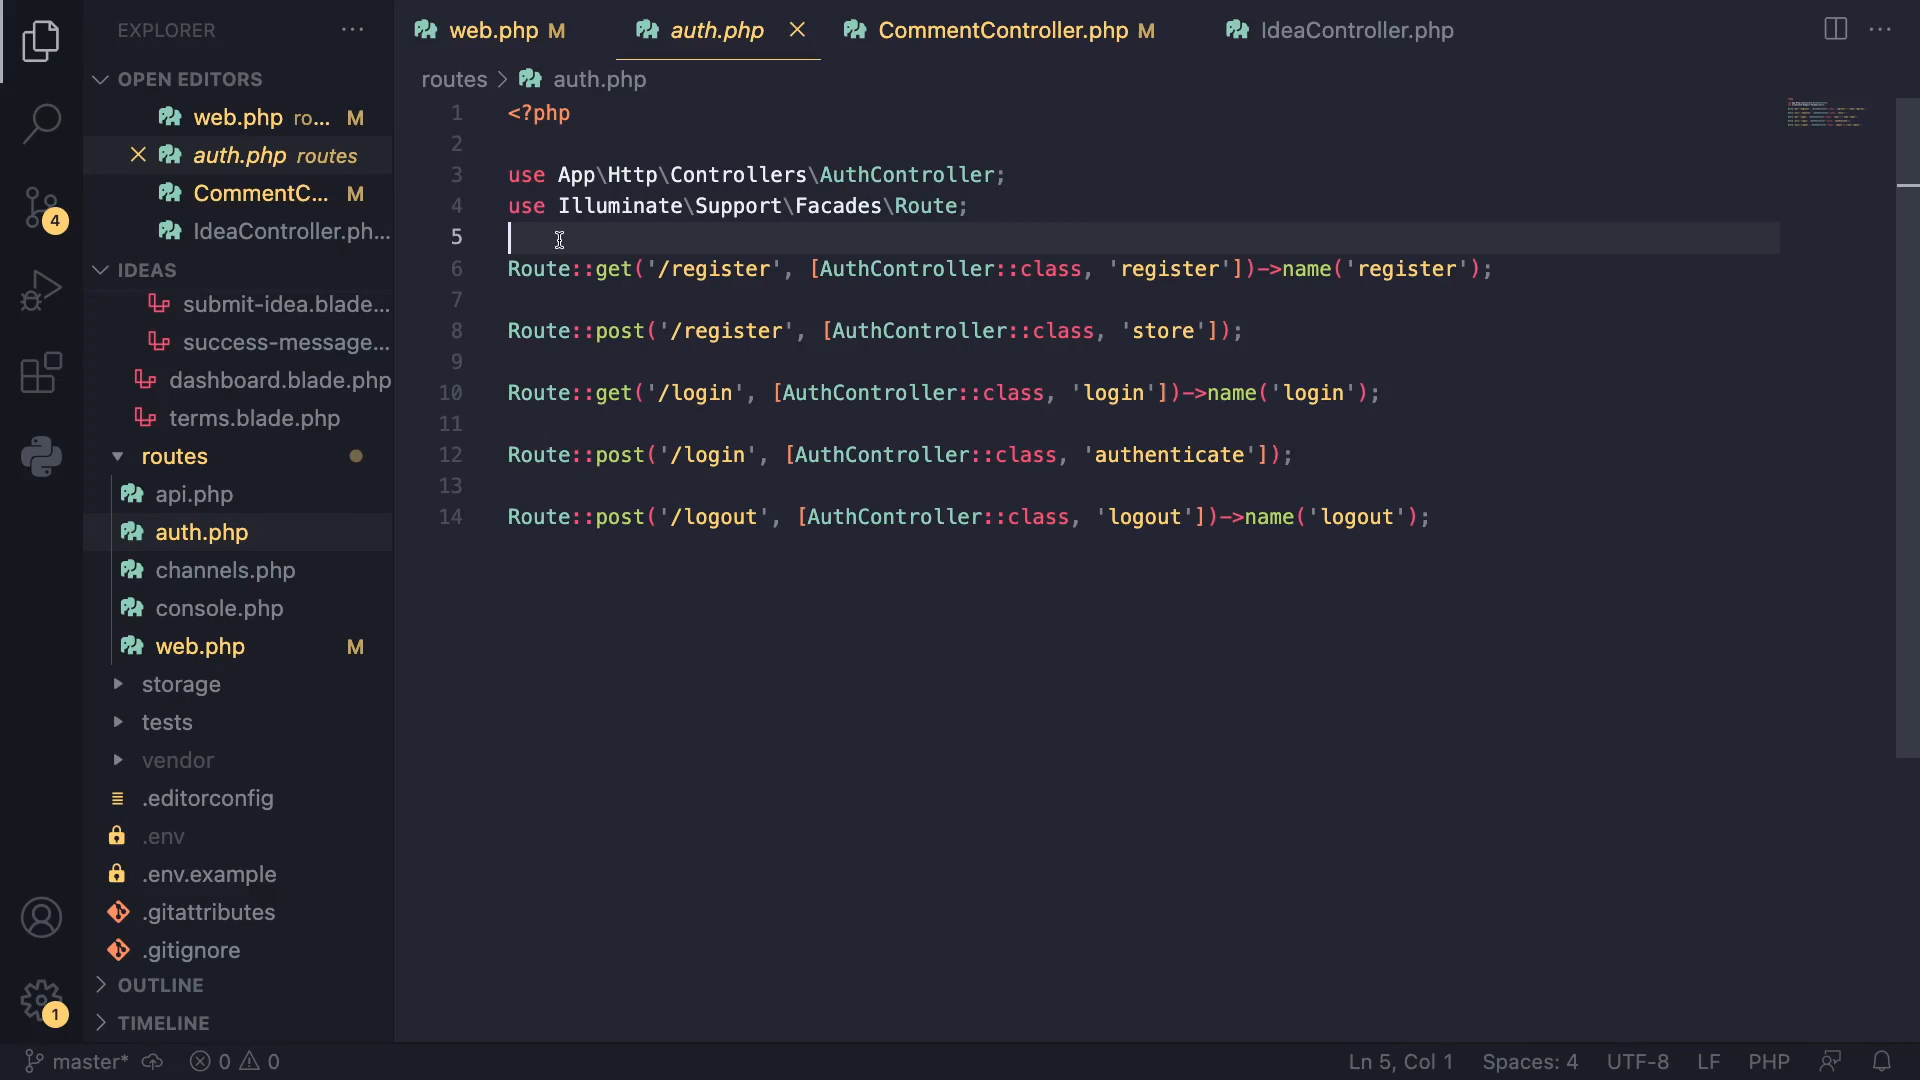 EXPLORER
OPEN EDITORS
web.php ro... M
auth.php routes
CommentC... M
IdeaController.ph...
IDEAS
submit-idea.blade...
success-message...
dashboard.blade.php
terms.blade.php
routes
api.php
auth.php
channels.php
console.php
web.php M
storage
tests
vendor
.editorconfig
.env
.env.example
.gitattributes
.gitignore
OUTLINE
TIMELINE
4
1
web.php M
auth.php
CommentController.php M
IdeaController.php
routes > auth.php
1 <?php
2
3 use App\Http\Controllers\AuthController;
4 use Illuminate\Support\Facades\Route;
5
6 Route::get('/register', [AuthController::class, 'register'])->name('register');
7
8 Route::post('/register', [AuthController::class, 'store']);
9
10 Route::get('/login', [AuthController::class, 'login'])->name('login');
11
12 Route::post('/login', [AuthController::class, 'authenticate']);
13
14 Route::post('/logout', [AuthController::class, 'logout'])->name('logout');
master* 0 0 Ln 5, Col 1 Spaces: 4 UTF-8 LF PHP